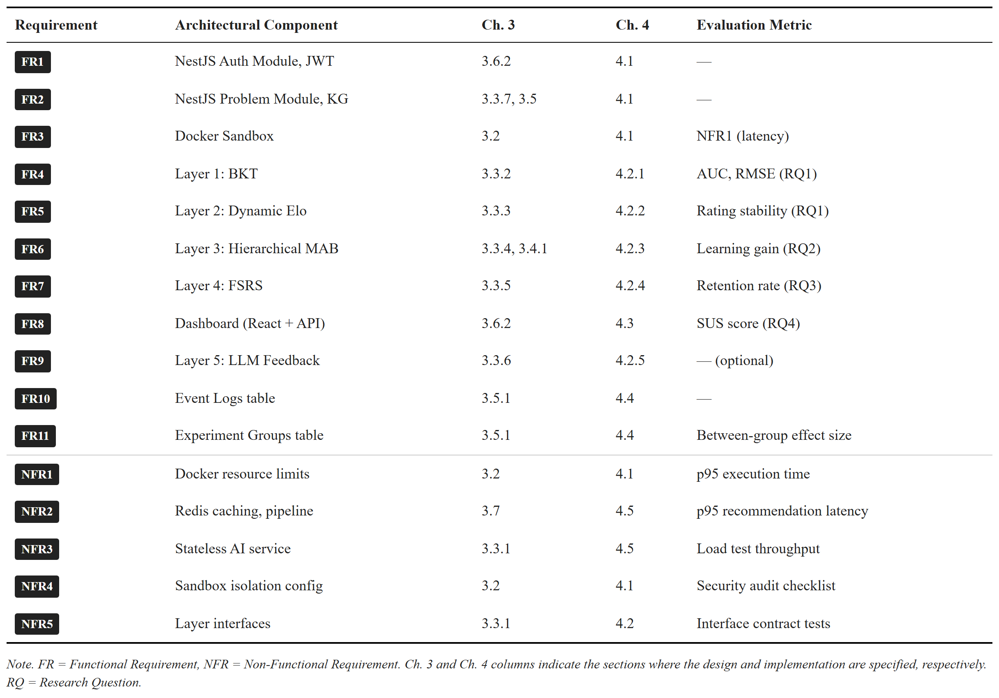 Requirement Architectural Component Ch. 3 Ch. 4 Evaluation Metric
FR1 NestJS Auth Module, JWT 3.6.2 4.1 —
FR2 NestJS Problem Module, KG 3.3.7, 3.5 4.1 —
FR3 Docker Sandbox 3.2 4.1 NFR1 (latency)
FR4 Layer 1: BKT 3.3.2 4.2.1 AUC, RMSE (RQ1)
FR5 Layer 2: Dynamic Elo 3.3.3 4.2.2 Rating stability (RQ1)
FR6 Layer 3: Hierarchical MAB 3.3.4, 3.4.1 4.2.3 Learning gain (RQ2)
FR7 Layer 4: FSRS 3.3.5 4.2.4 Retention rate (RQ3)
FR8 Dashboard (React + API) 3.6.2 4.3 SUS score (RQ4)
FR9 Layer 5: LLM Feedback 3.3.6 4.2.5 — (optional)
FR10 Event Logs table 3.5.1 4.4 —
FR11 Experiment Groups table 3.5.1 4.4 Between-group effect size
NFR1 Docker resource limits 3.2 4.1 p95 execution time
NFR2 Redis caching, pipeline 3.7 4.5 p95 recommendation latency
NFR3 Stateless AI service 3.3.1 4.5 Load test throughput
NFR4 Sandbox isolation config 3.2 4.1 Security audit checklist
NFR5 Layer interfaces 3.3.1 4.2 Interface contract tests
Note. FR = Functional Requirement, NFR = Non-Functional Requirement. Ch. 3 and Ch. 4 columns indicate the sections where the design and implementation are specified, respectively.
RQ = Research Question.